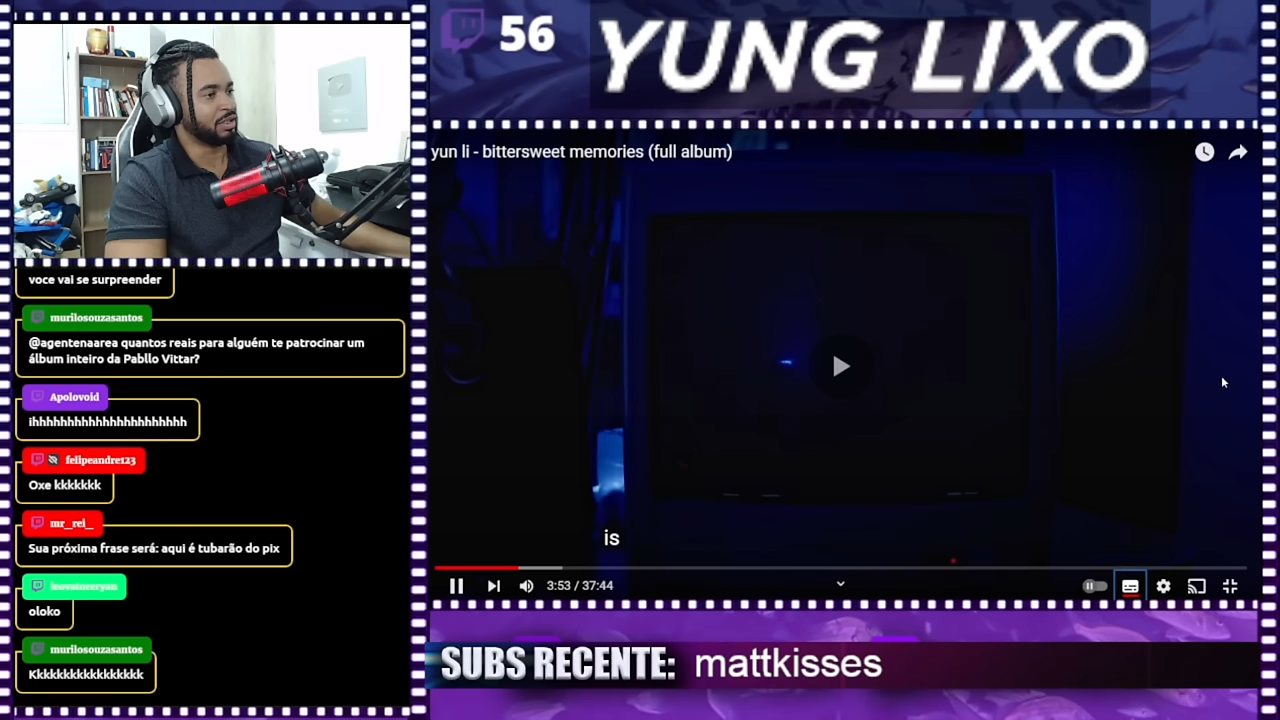 56
YUNG LIXO
yun li - bittersweet memories (full album)
is
3:53 / 37:44
voce vai se surpreender
murilosouzasantos
@agentenaarea quantos reais para alguém te patrocinar um
álbum inteiro da Pabllo Vittar?
Apolovoid
Ihhhhhhhhhhhhhhhhhhhhhh
felipeandre123
Oxe kkkkkkk
mr_rei_
Sua próxima frase será: aqui é tubarão do pix
oloko
murilosouzasantos
Kkkkkkkkkkkkkkkkk
SUBS RECENTE: mattkisses